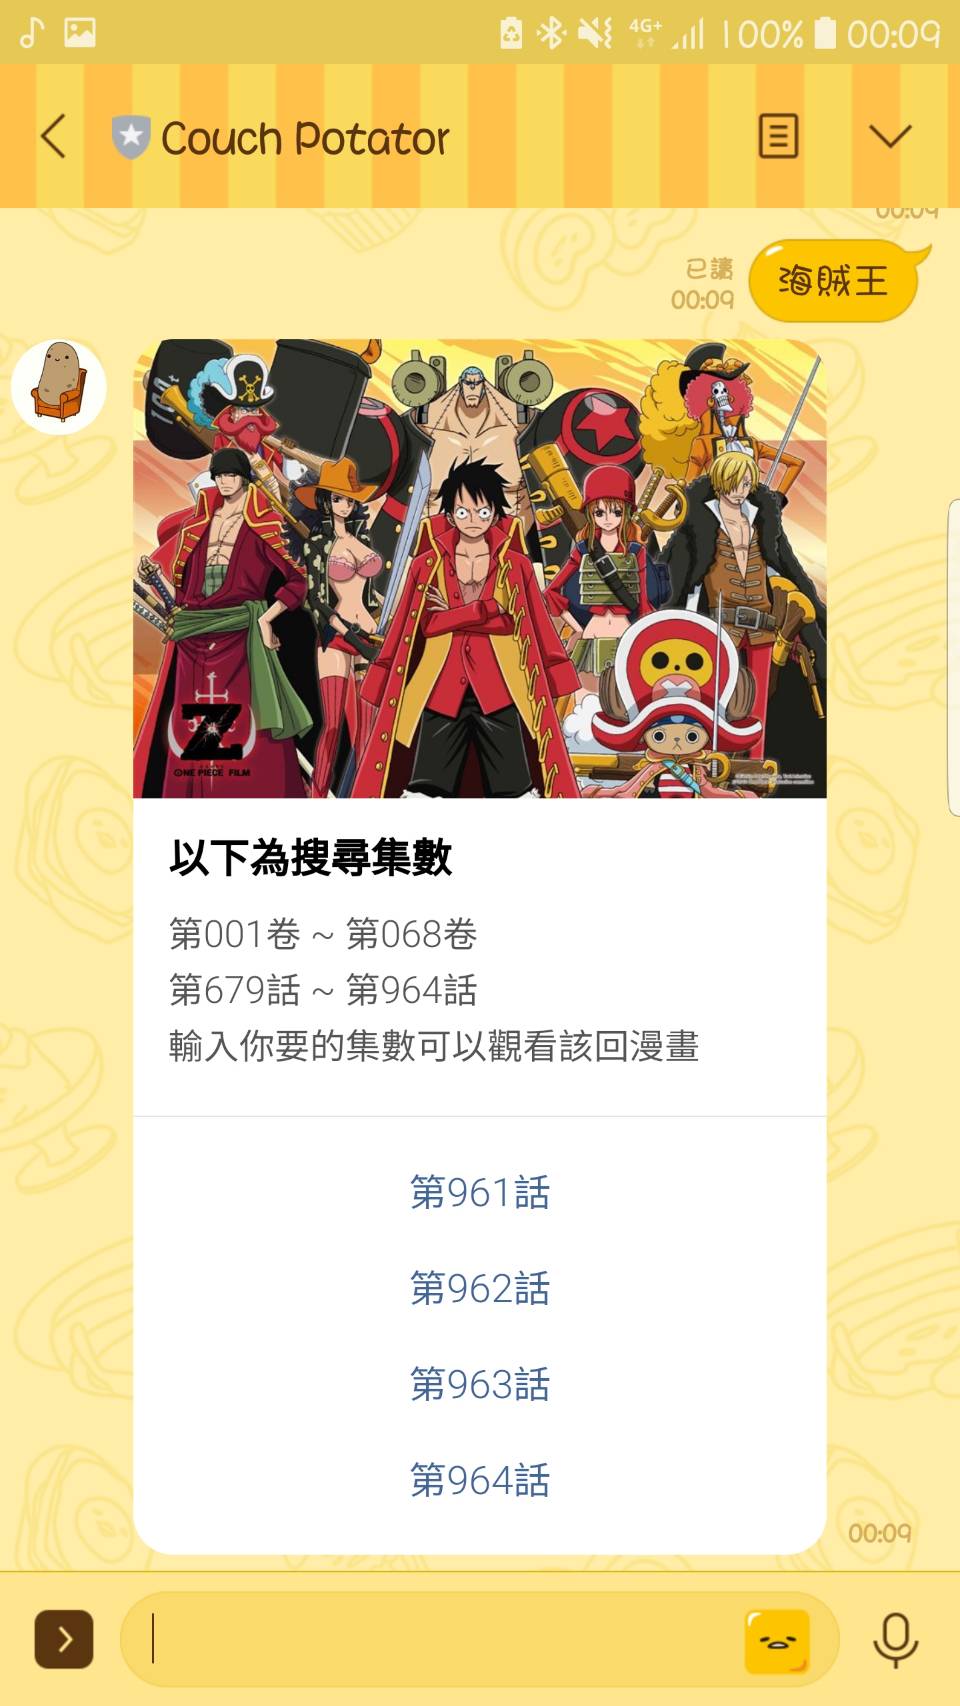 4G+ 100% 00:09
Couch Potator
00:09
已讀
00:09
海賊王
Z
ONE PIECE FILM
以下為搜尋集數
第001卷 ~ 第068卷
第679話 ~ 第964話
輸入你要的集數可以觀看該回漫畫
第961話
第962話
第963話
第964話
00:09